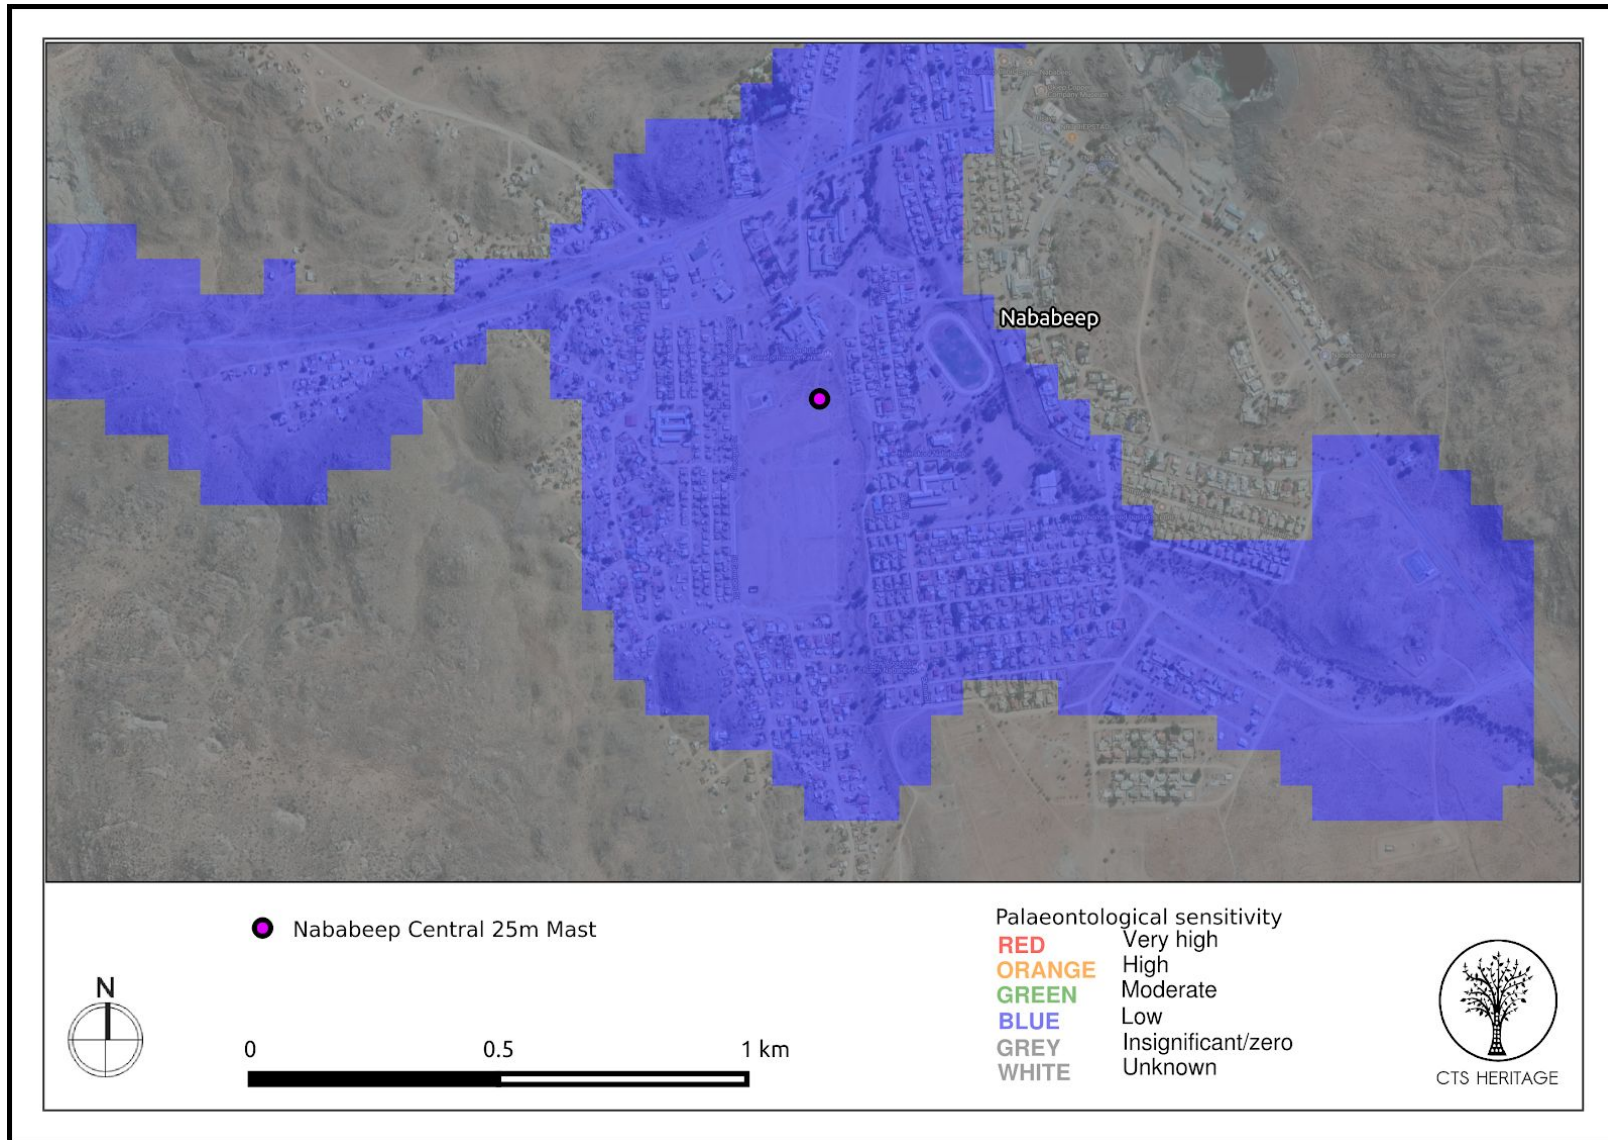 Nababeep
Nababeep Central 25m Mast
N
0 0.5 1 km
Palaeontological sensitivity
RED Very high
ORANGE High
GREEN Moderate
BLUE Low
GREY Insignificant/zero
WHITE Unknown
CTS HERITAGE